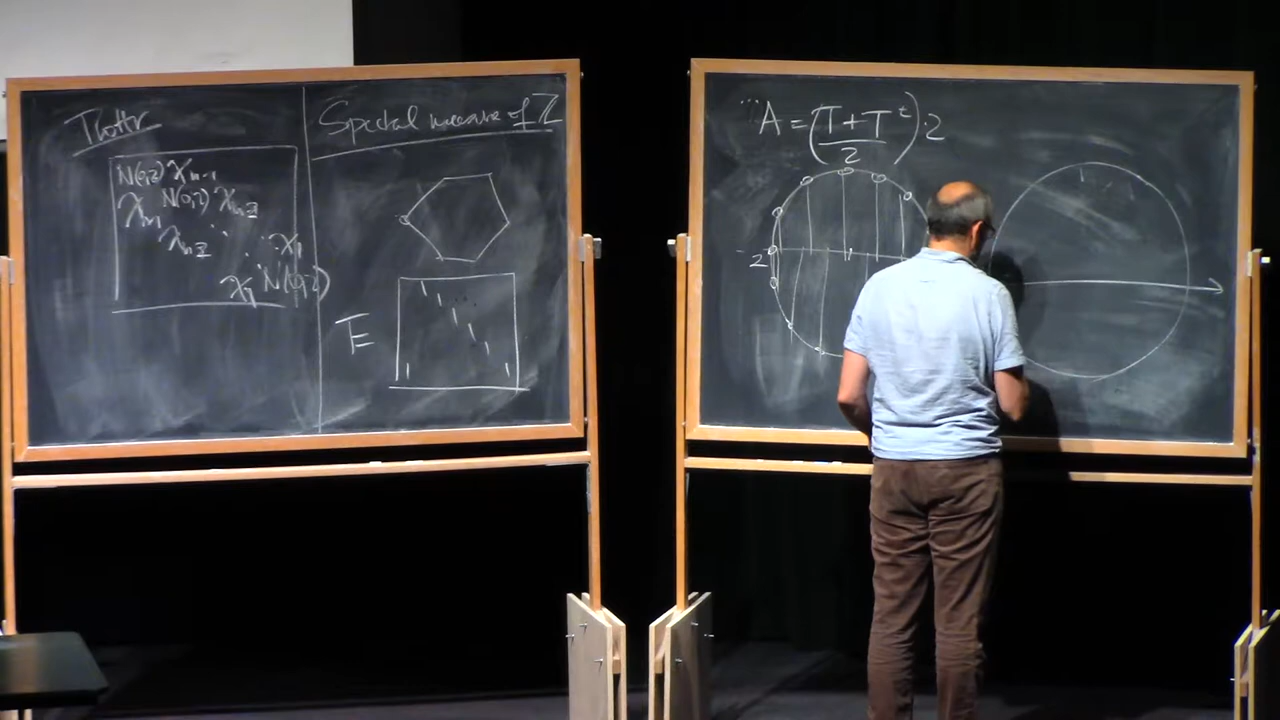 Trotter
N(0,2) χₙ₋₁
χₙ₋₁ N(0,2) χₙ₋₂
χₙ₋₂ ⋱ ⋱ χ₁
χ₁ N(0,2)
Spectral measure of ℤ
E
A = (T + Tᵗ / 2) · 2
-2